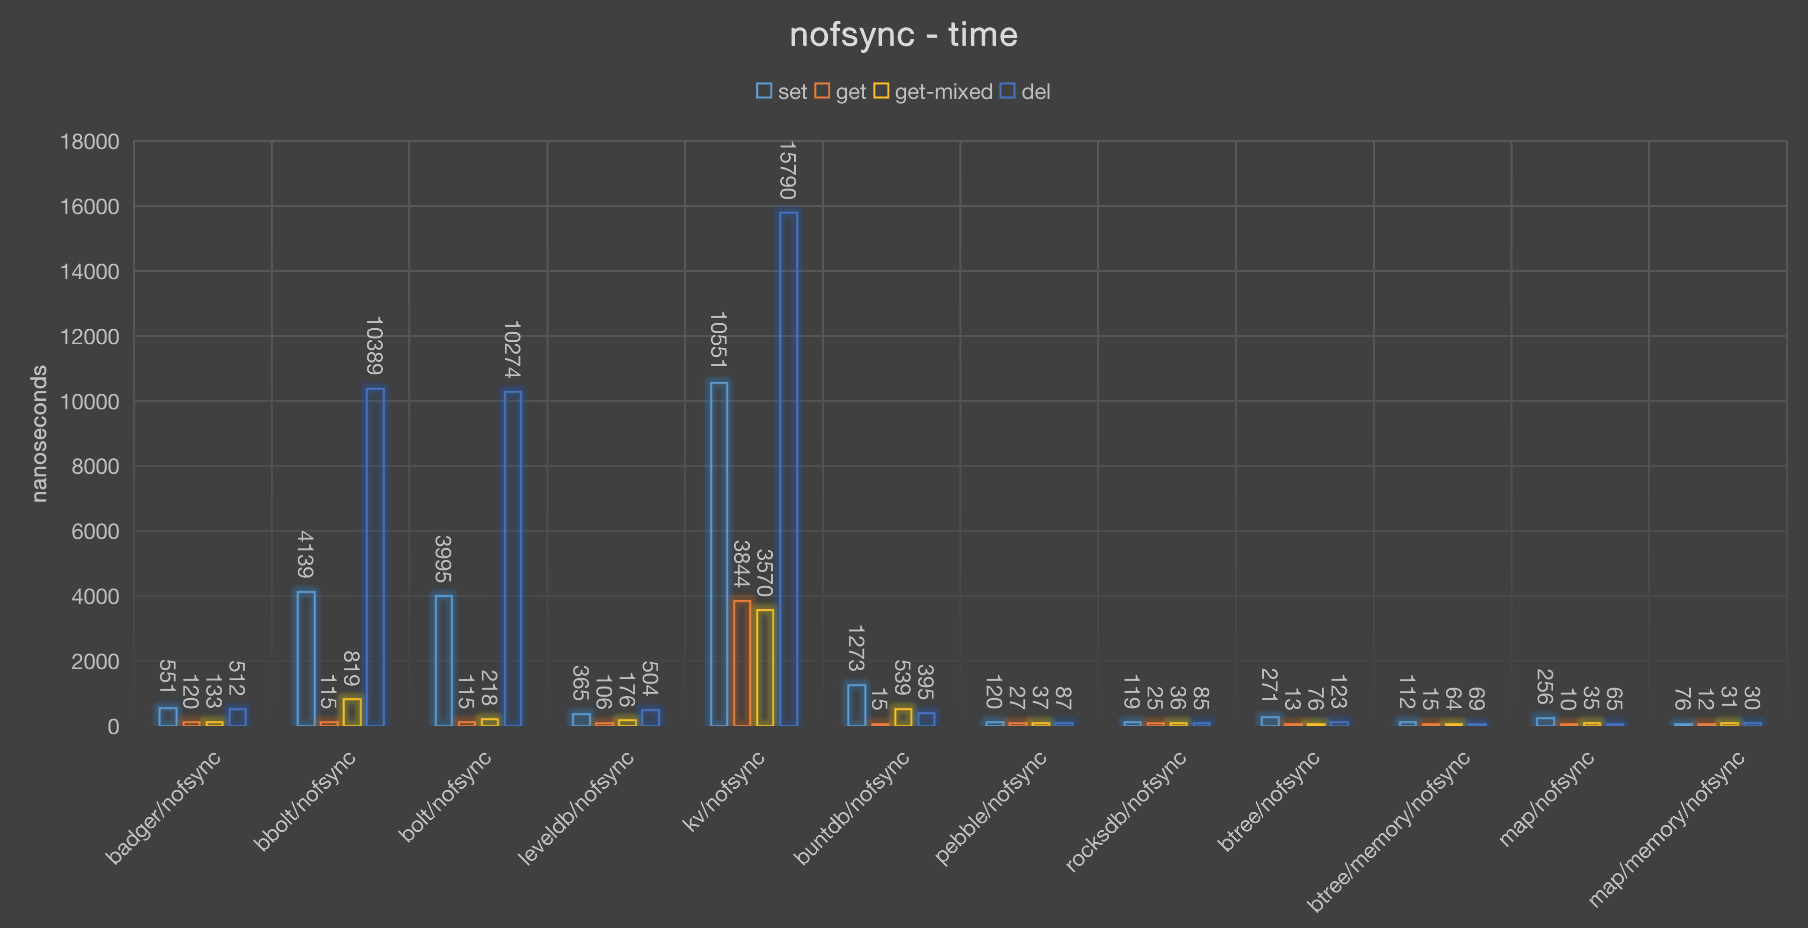 nofsync - time
set get get-mixed del
nanoseconds
18000
16000
14000
12000
10000
8000
6000
4000
2000
0
551 120 133 512
4139 115 819 10389
3995 115 218 10274
365 106 176 504
10551 3844 3570 15790
1273 15 539 395
120 27 37 87
119 25 36 85
271 13 76 123
112 15 64 69
256 10 35 65
76 12 31 30
badger/nofsync
bbolt/nofsync
bolt/nofsync
leveldb/nofsync
kv/nofsync
buntdb/nofsync
pebble/nofsync
rocksdb/nofsync
btree/nofsync
btree/memory/nofsync
map/nofsync
map/memory/nofsync